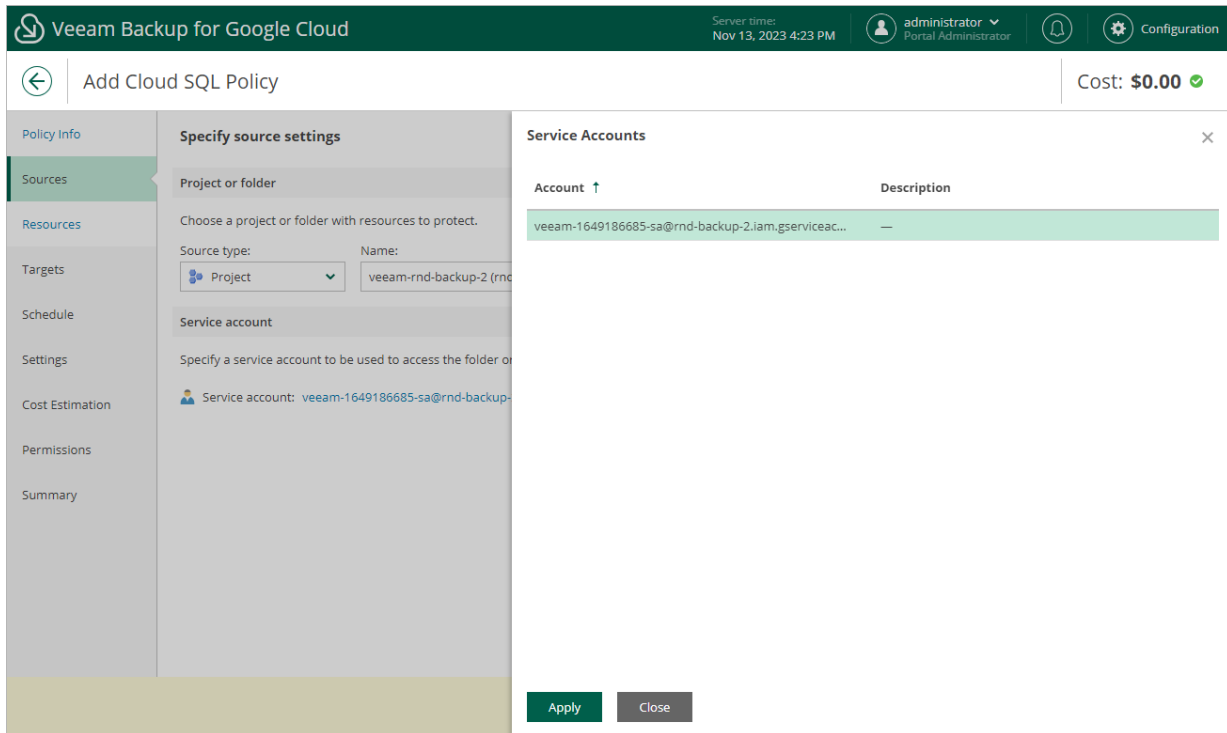 Veeam Backup for Google Cloud
Server time:
Nov 13, 2023 4:23 PM
administrator
Portal Administrator
Configuration
Add Cloud SQL Policy
Cost: $0.00
Policy Info
Sources
Resources
Targets
Schedule
Settings
Cost Estimation
Permissions
Summary
Specify source settings
Project or folder
Choose a project or folder with resources to protect.
Source type:
Name:
Project
veeam-rnd-backup-2 (rnd
Service account
Specify a service account to be used to access the folder or
Service account: veeam-1649186685-sa@rnd-backup-
Service Accounts
Account ↑ Description
veeam-1649186685-sa@rnd-backup-2.iam.gserviceac... —
Apply
Close